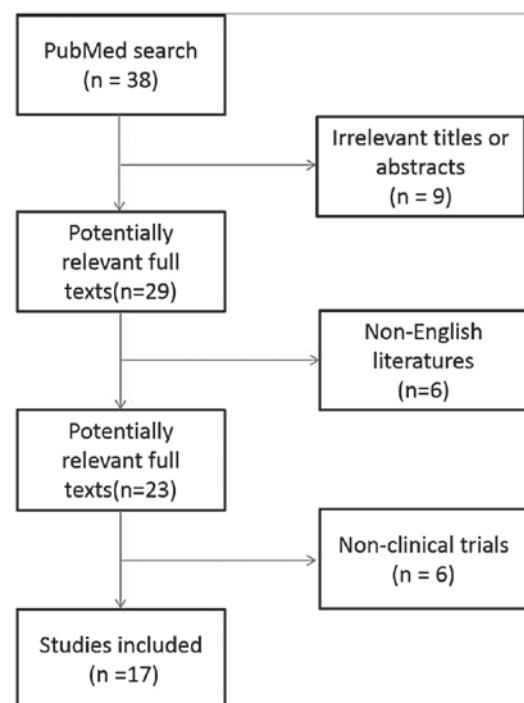 PubMed search
(n = 38)
Irrelevant titles or
abstracts
(n = 9)
Potentially
relevant full
texts(n=29)
Non-English
literatures
(n=6)
Potentially
relevant full
texts(n=23)
Non-clinical trials
(n = 6)
Studies included
(n =17)